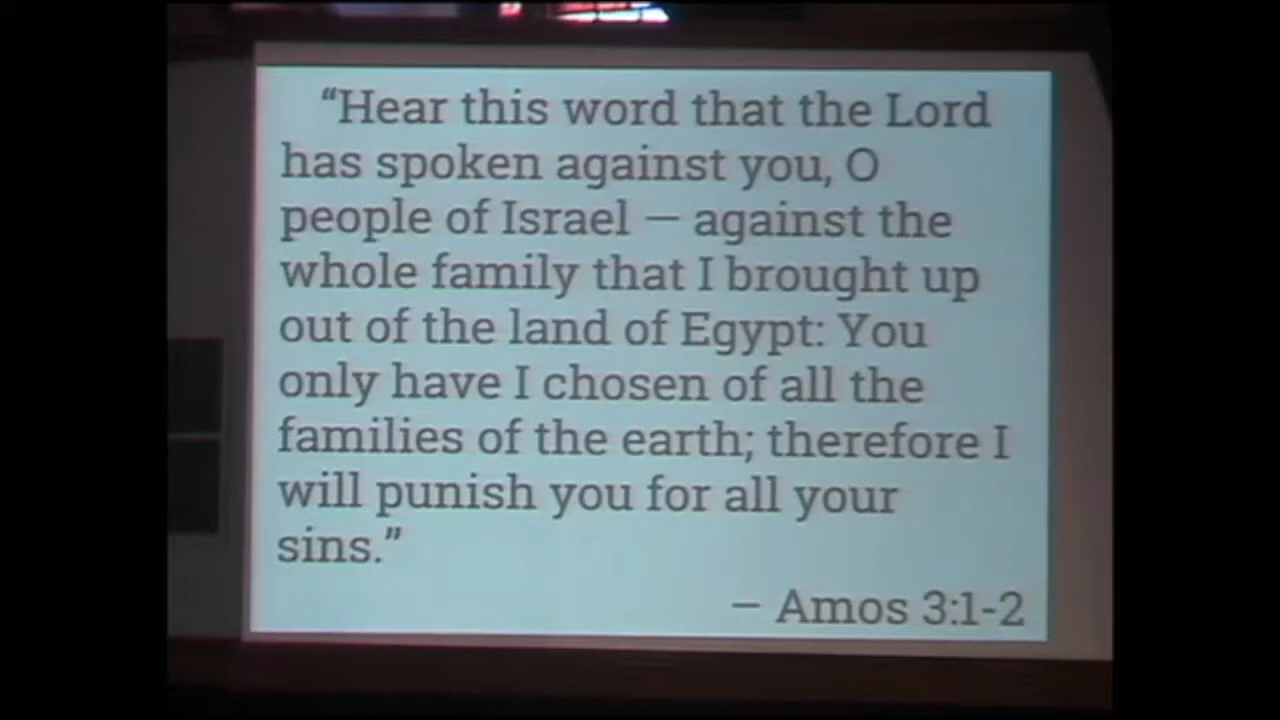 “Hear this word that the Lord
has spoken against you, O
people of Israel – against the
whole family that I brought up
out of the land of Egypt: You
only have I chosen of all the
families of the earth; therefore I
will punish you for all your
sins.”
– Amos 3:1-2